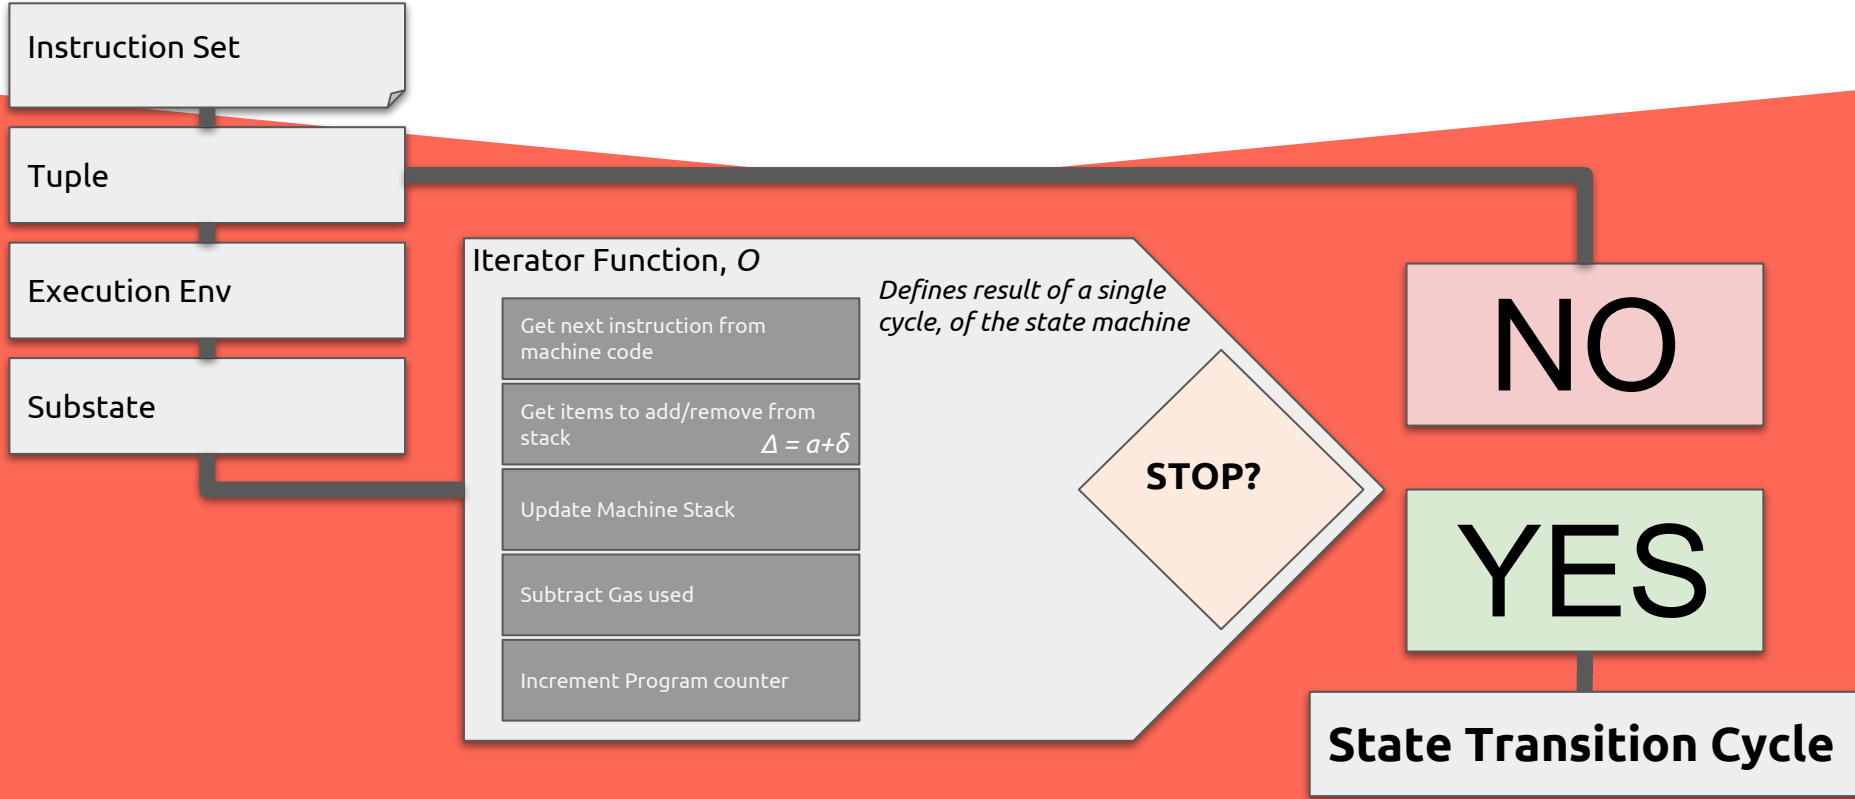 Instruction Set
Tuple
Execution Env
Substate
Iterator Function, O
Defines result of a single
cycle, of the state machine
Get next instruction from
machine code
Get items to add/remove from
stack
Δ = α+δ
Update Machine Stack
Subtract Gas used
Increment Program counter
STOP?
NO
YES
State Transition Cycle